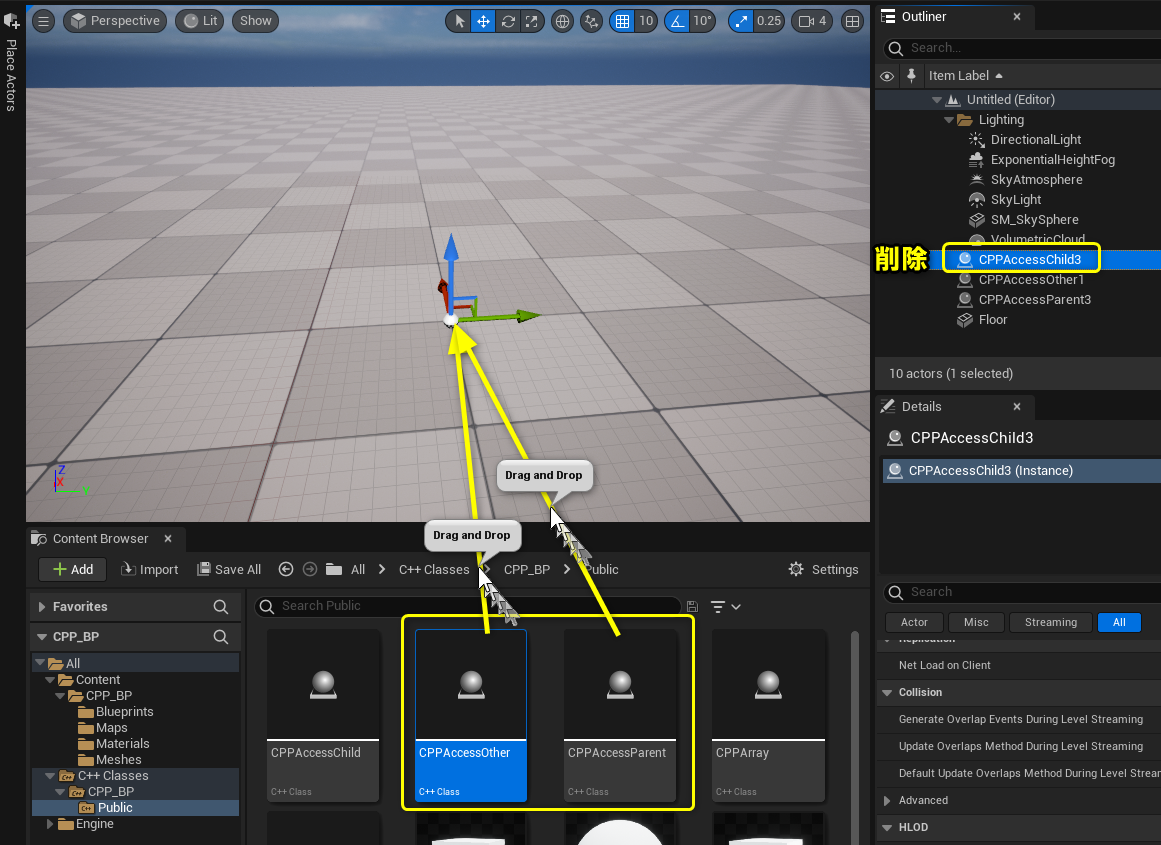 Perspective
Lit
Show
10
10°
0.25
4
Place Actors
Outliner
Search...
Item Label
Untitled (Editor)
Lighting
DirectionalLight
ExponentialHeightFog
SkyAtmosphere
SkyLight
SM_SkySphere
VolumetricCloud
削除
CPPAccessChild3
CPPAccessOther1
CPPAccessParent3
Floor
10 actors (1 selected)
Details
CPPAccessChild3
CPPAccessChild3 (Instance)
Search
Actor
Misc
Streaming
All
Replication
Net Load on Client
Collision
Generate Overlap Events During Level Streaming
Update Overlaps Method During Level Streaming
Default Update Overlaps Method During Level Strear
Advanced
HLOD
Z
X
Y
Drag and Drop
Drag and Drop
Content Browser
Add
Import
Save All
All
C++ Classes
CPP_BP
Public
Settings
Favorites
CPP_BP
All
Content
CPP_BP
Blueprints
Maps
Materials
Meshes
C++ Classes
CPP_BP
Public
Engine
Search Public
CPPAccessChild
C++ Class
CPPAccessOther
C++ Class
CPPAccessParent
C++ Class
CPPArray
C++ Class